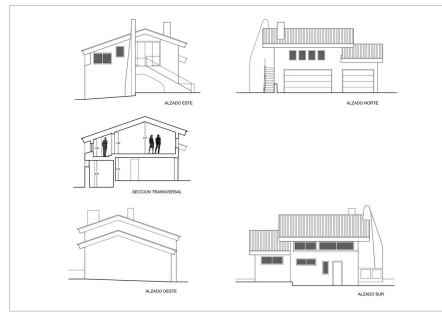 ALZADO ESTE
ALZADO NORTE
SECCION TRANSVERSAL
ALZADO OESTE
ALZADO SUR